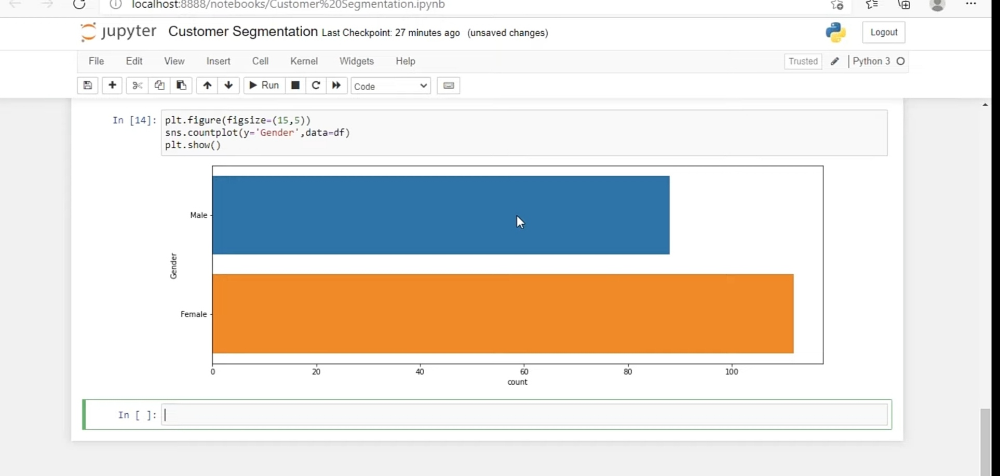 localhost:8888/notebooks/Customer%20Segmentation.ipynb
jupyter Customer Segmentation Last Checkpoint: 27 minutes ago (unsaved changes) Logout
File Edit View Insert Cell Kernel Widgets Help Trusted Python 3
Run Code
In [14]: plt.figure(figsize=(15,5))
sns.countplot(y='Gender',data=df)
plt.show()
Male
Gender
Female
0 20 40 60 80 100
count
In [ ]: